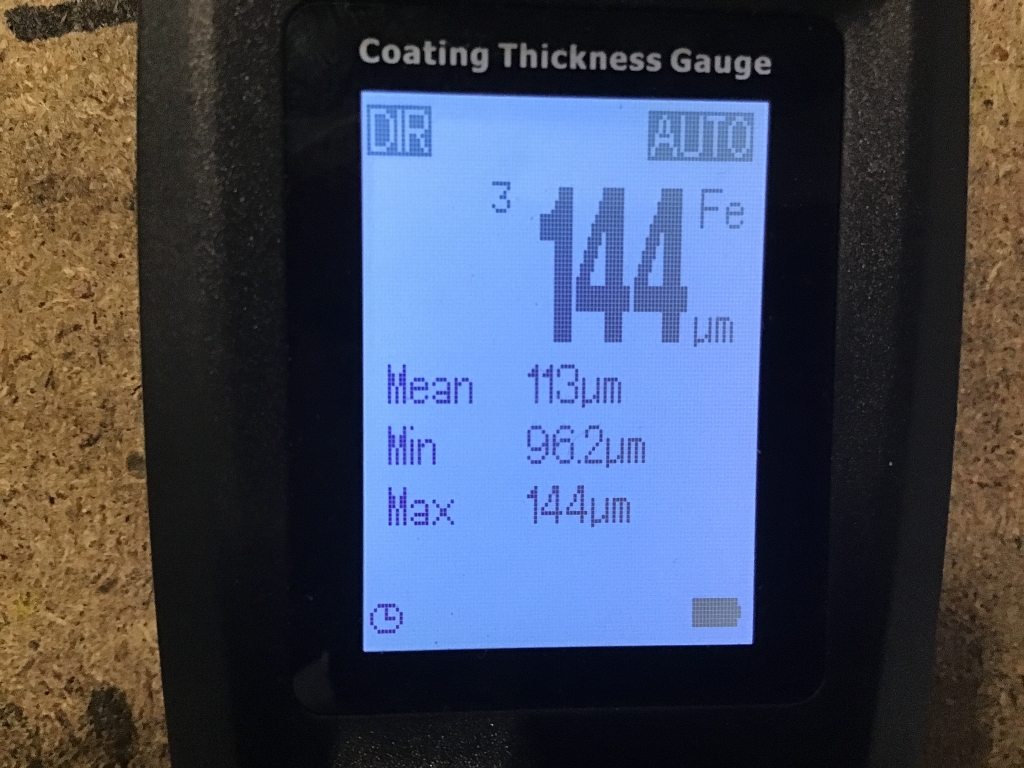 Coating Thickness Gauge
DIR AUTO
3 144 Fe
µm
Mean 113µm
Min 96.2µm
Max 144µm